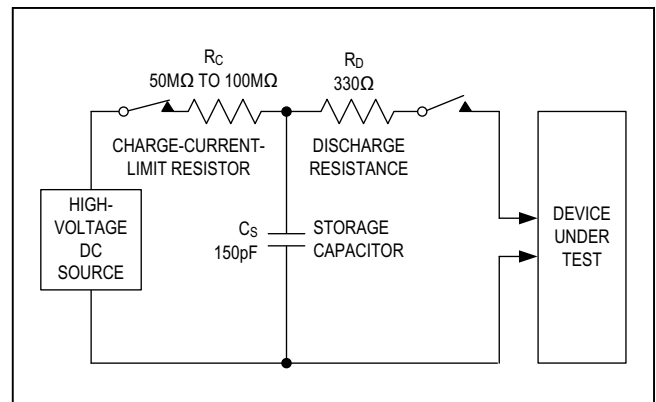 RC
50MΩ TO 100MΩ
RD
330Ω
CHARGE-CURRENT-
LIMIT RESISTOR
DISCHARGE
RESISTANCE
HIGH-
VOLTAGE
DC
SOURCE
CS
150pF
STORAGE
CAPACITOR
DEVICE
UNDER
TEST